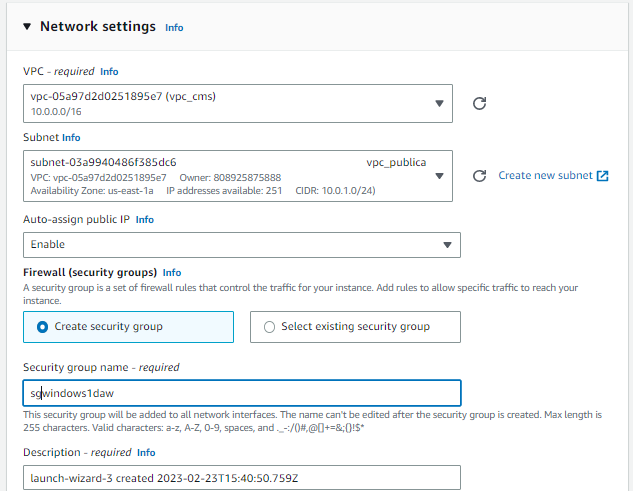 Network settings Info
VPC - required Info
vpc-05a97d2d0251895e7 (vpc_cms)
10.0.0.0/16
Subnet Info
subnet-03a9940486f385dc6 vpc_publica
VPC: vpc-05a97d2d0251895e7 Owner: 808925875888
Availability Zone: us-east-1a IP addresses available: 251 CIDR: 10.0.1.0/24)
Create new subnet
Auto-assign public IP Info
Enable
Firewall (security groups) Info
A security group is a set of firewall rules that control the traffic for your instance. Add rules to allow specific traffic to reach your
instance.
Create security group
Select existing security group
Security group name - required
sgwindows1daw
This security group will be added to all network interfaces. The name can't be edited after the security group is created. Max length is
255 characters. Valid characters: a-z, A-Z, 0-9, spaces, and ._-:/()#,@[]+=&;{}!$*
Description - required Info
launch-wizard-3 created 2023-02-23T15:40:50.759Z